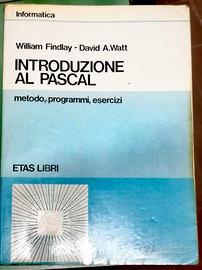 Informatica
William Findlay - David A.Watt
INTRODUZIONE
AL PASCAL
metodo, programmi, esercizi
ETAS LIBRI